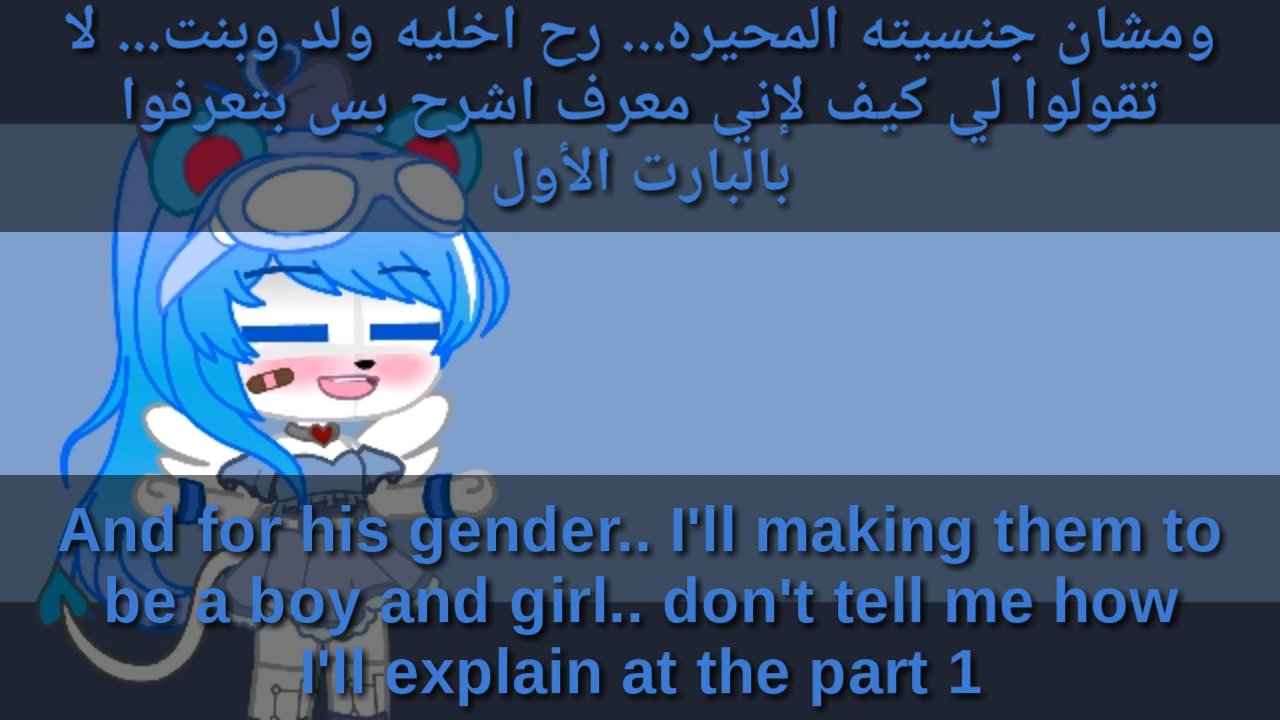 ومشان جنسيته المحيره... رح اخليه ولد وبنت... لا
تقولوا لي كيف لإني معرف اشرح بس بتعرفوا
بالبارت الأول
And for his gender.. I'll making them to
be a boy and girl.. don't tell me how
I'll explain at the part 1